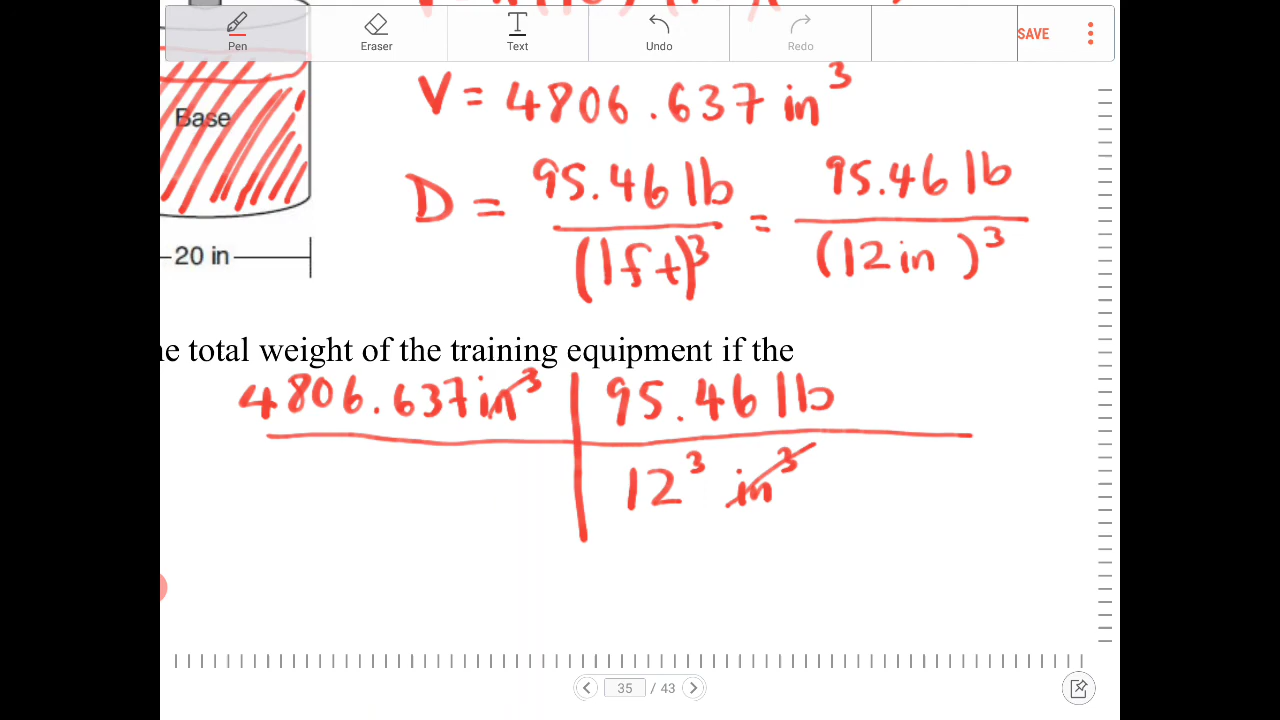 Pen Eraser Text Undo Redo SAVE
V = 4806.637 in³
Base
D = 95.46 lb / (1ft)³ = 95.46 lb / (12in)³
20 in
he total weight of the training equipment if the
4806.637 in³ | 95.46 lb
12³ in³
35 / 43